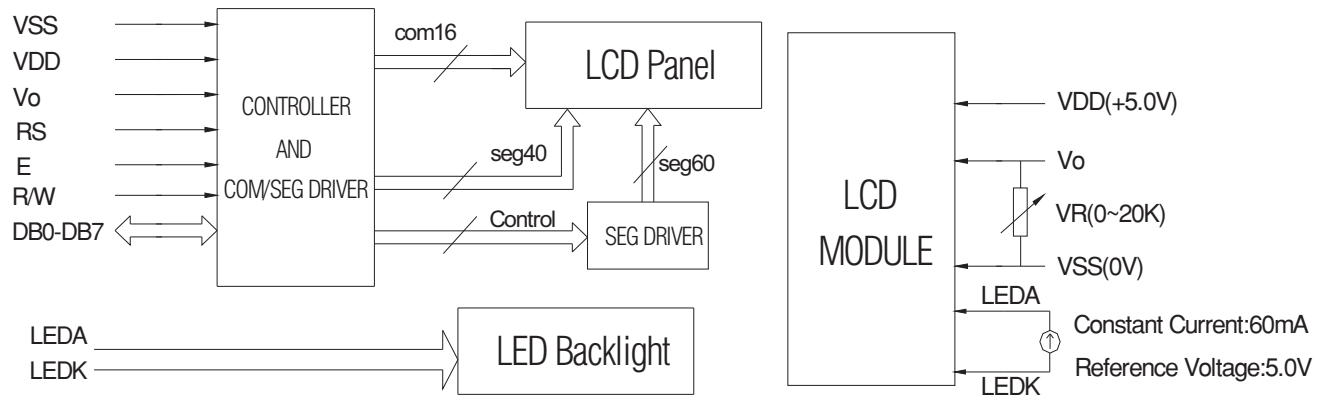 VSS
VDD
Vo
RS
E
R/W
DB0-DB7
CONTROLLER
AND
COM/SEG DRIVER
com16
seg40
Control
LCD Panel
seg60
SEG DRIVER
LEDA
LEDK
LED Backlight
LCD
MODULE
VDD(+5.0V)
Vo
VR(0~20K)
VSS(0V)
LEDA
Constant Current:60mA
Reference Voltage:5.0V
LEDK